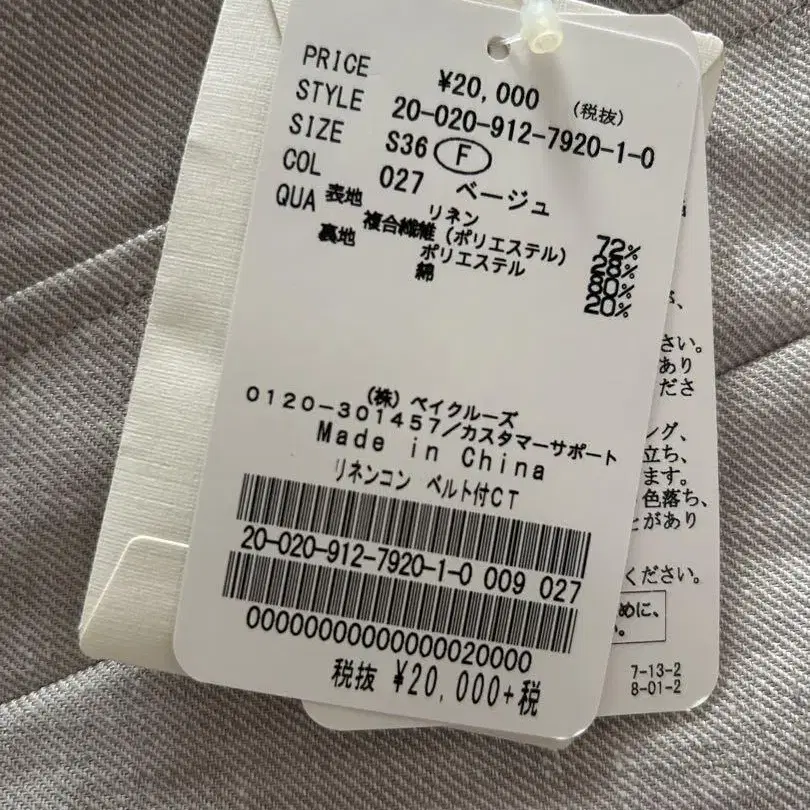 PRICE ¥20,000 (税抜)
STYLE 20-020-912-7920-1-0
SIZE S36 F
COL 027 ベージュ
QUA 表地 リネン 72%
複合繊維 (ポリエステル) 28%
裏地 ポリエステル 80%
綿 20%
(株) ベイクルーズ
0120-301457/カスタマーサポート
Made in China
リネンコン ベルト付CT
20-020-912-7920-1-0 009 027
00000000000000020000
税抜 ¥20,000+税
さい。
あり
ださ
ング、
立ち、
ます。
色落ち、
とがあり
ください。
めに、
。
7-13-2
8-01-2